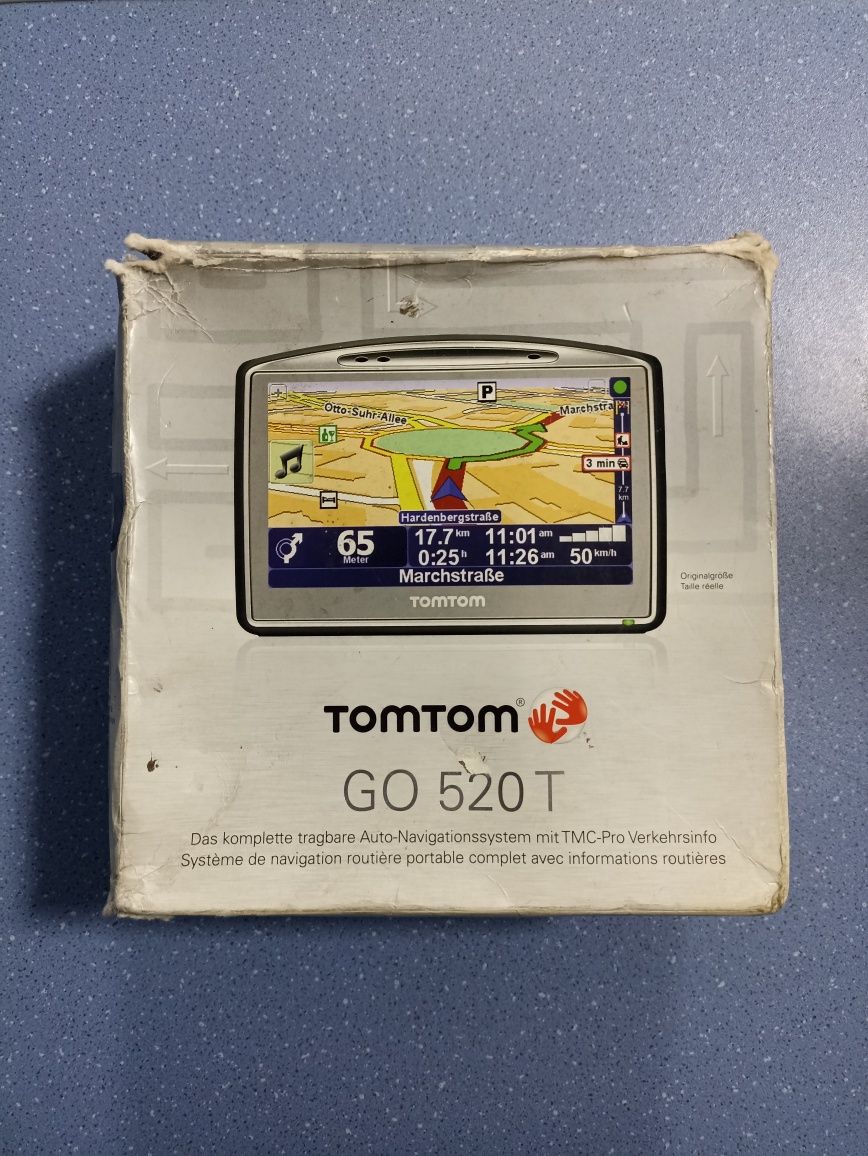 P
Otto-Suhr-Allee
Marchstra
3 min
7.7
km
Hardenbergstraße
65
Meter
17.7 km
11:01 am
0:25 h
11:26 am
50 km/h
Marchstraße
TOMTOM
Originalgröße
Taille réelle
TOMTOM®
GO 520 T
Das komplette tragbare Auto-Navigationssystem mit TMC-Pro Verkehrsinfo
Système de navigation routière portable complet avec informations routières